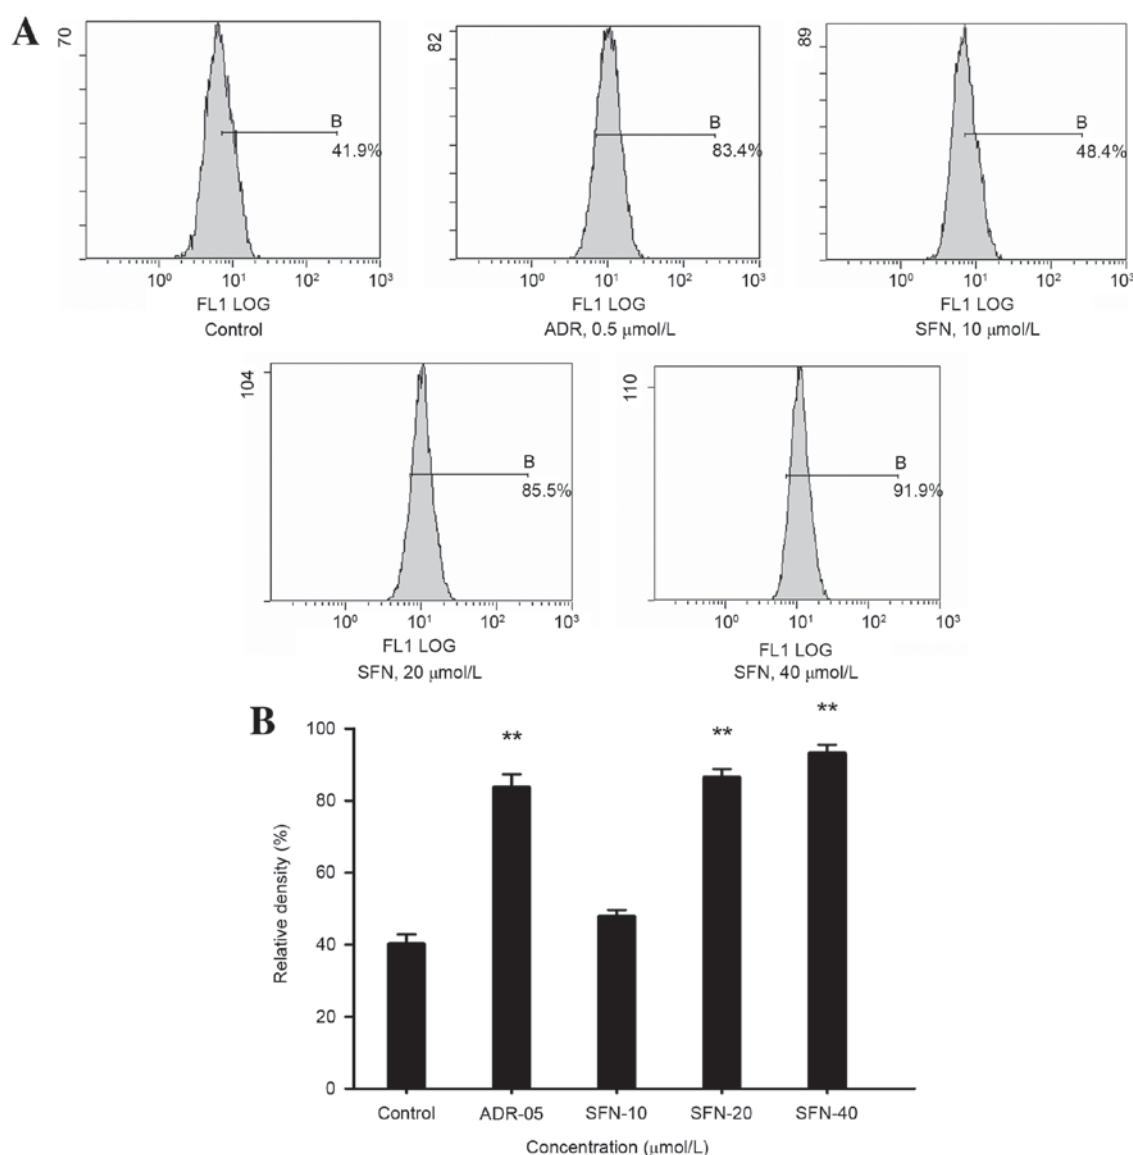 A
70
B
41.9%
10⁰ 10¹ 10² 10³
FL1 LOG
Control
82
B
83.4%
10⁰ 10¹ 10² 10³
FL1 LOG
ADR, 0.5 μmol/L
89
B
48.4%
10⁰ 10¹ 10² 10³
FL1 LOG
SFN, 10 μmol/L
104
B
85.5%
10⁰ 10¹ 10² 10³
FL1 LOG
SFN, 20 μmol/L
110
B
91.9%
10⁰ 10¹ 10² 10³
FL1 LOG
SFN, 40 μmol/L
B
Relative density (%)
100
80
60
40
20
0
** ** **
Control ADR-05 SFN-10 SFN-20 SFN-40
Concentration (μmol/L)